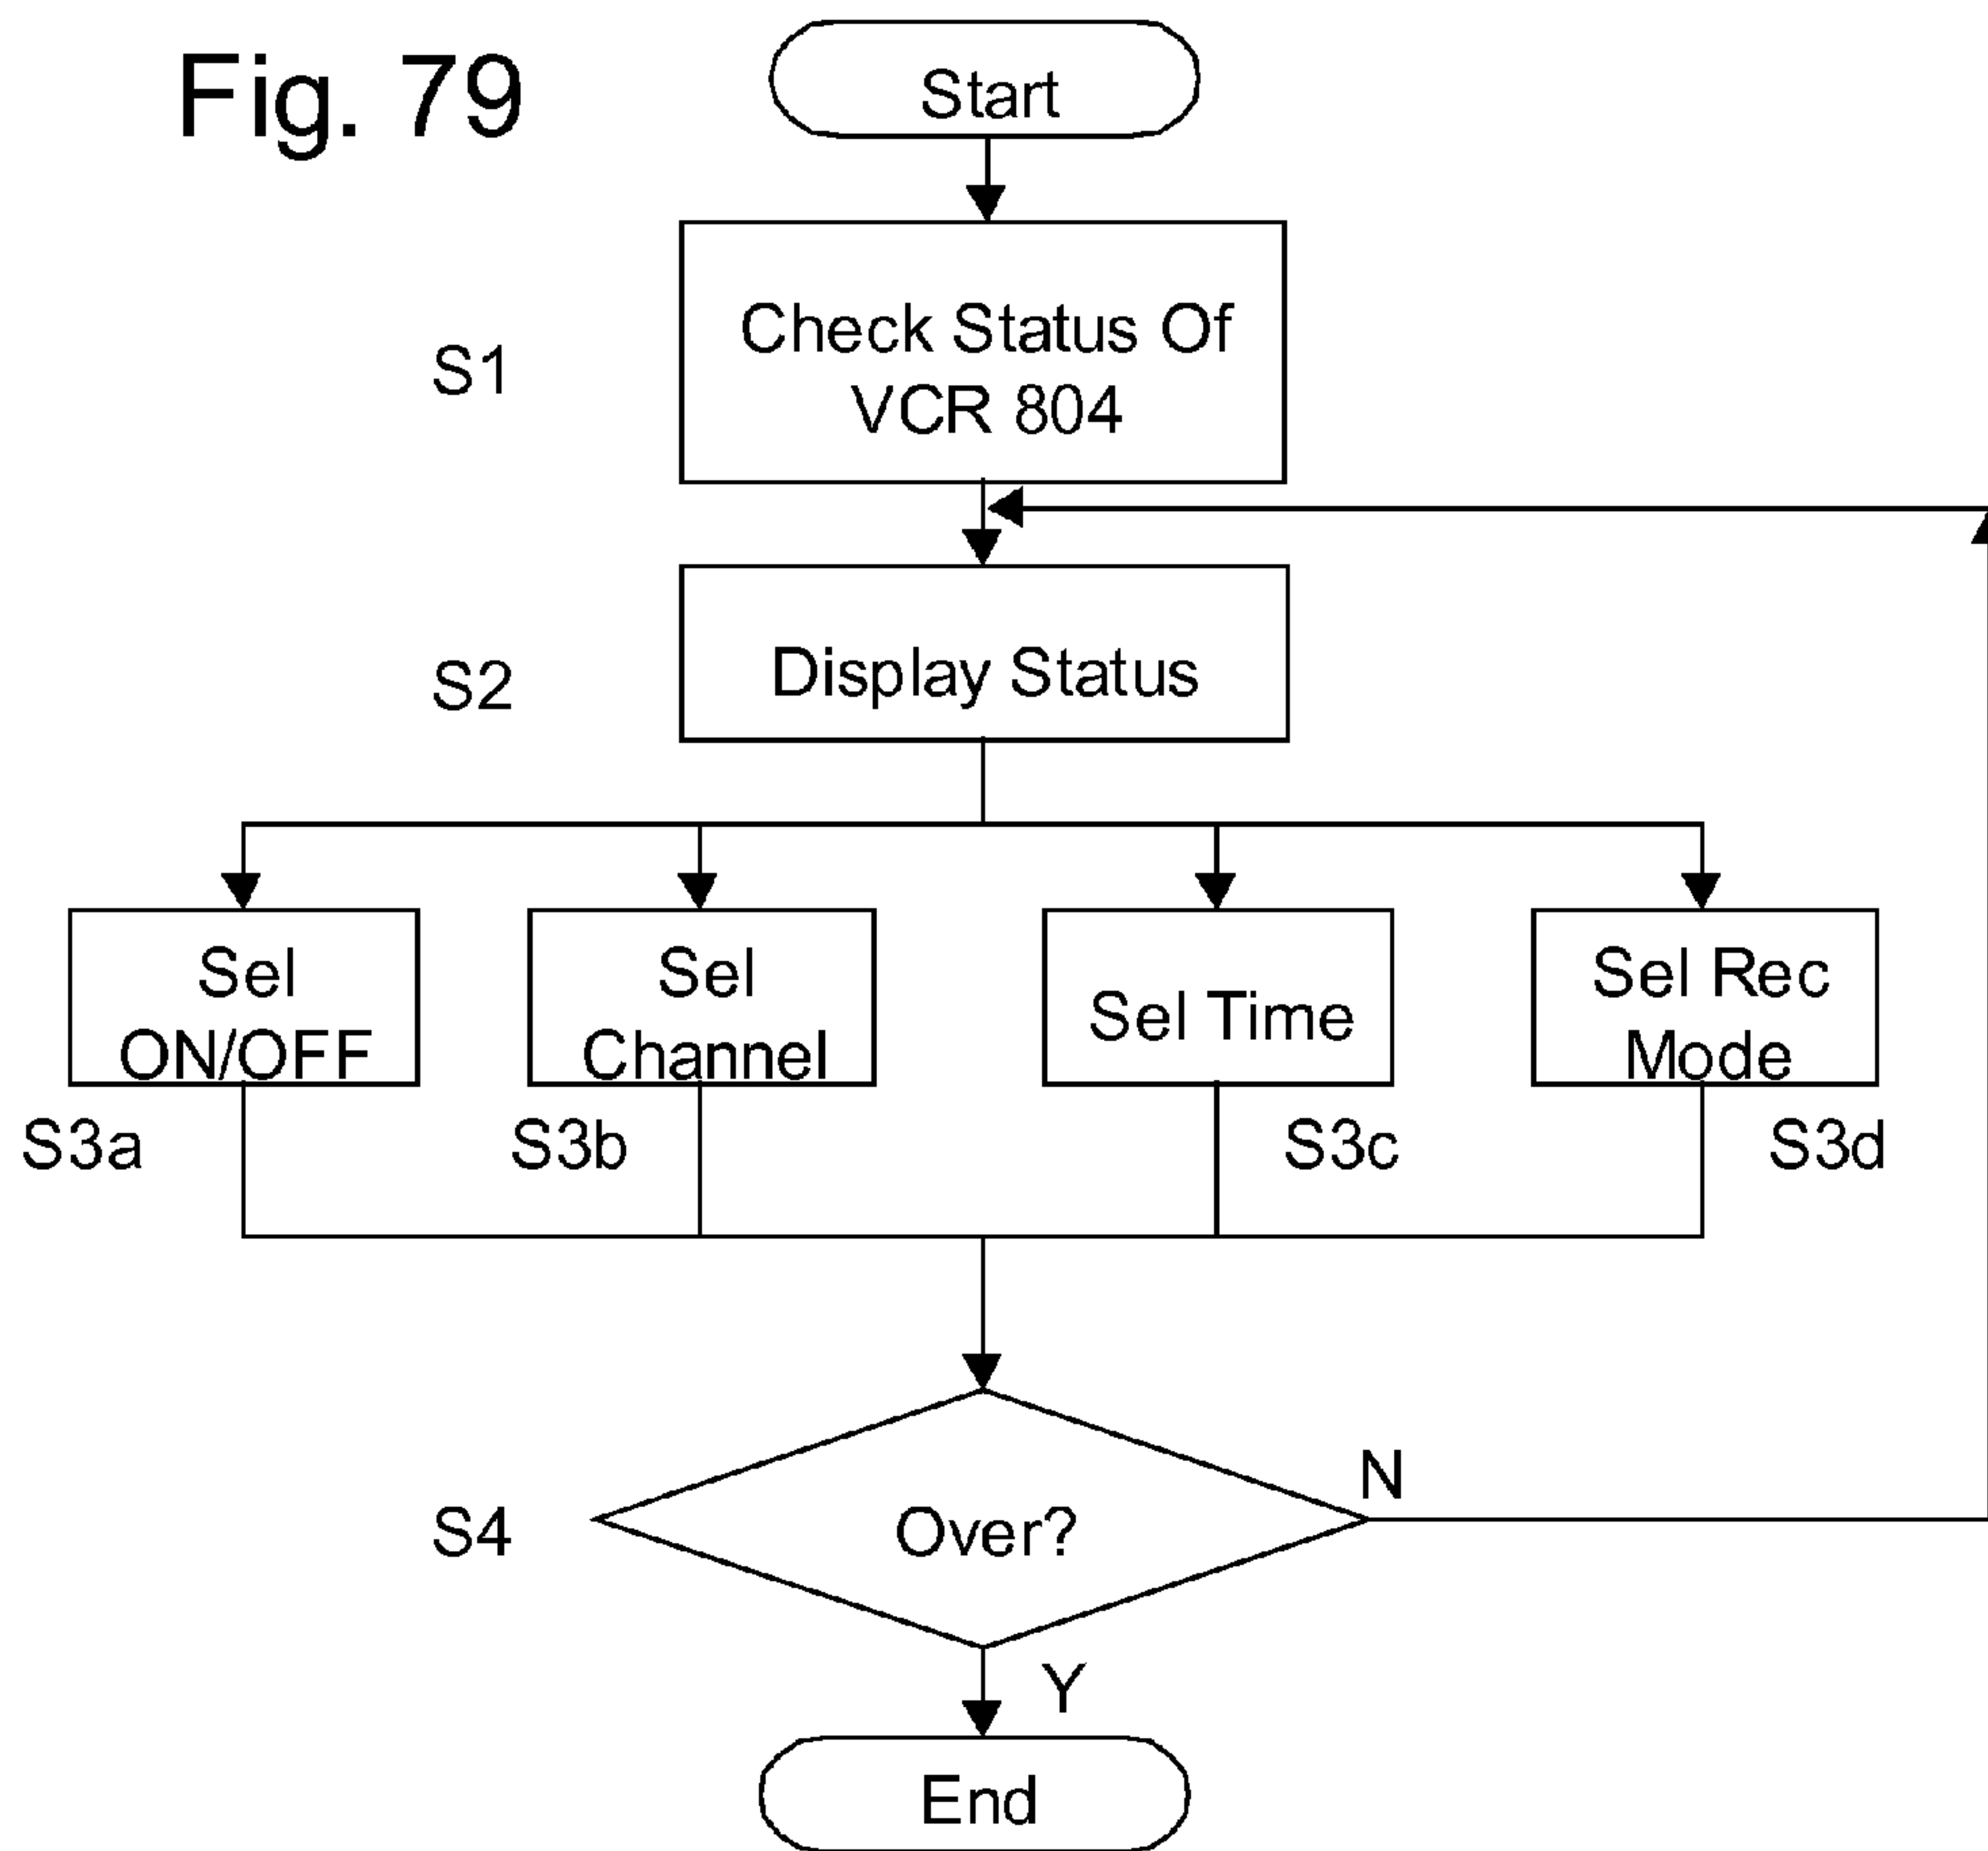 Fig. 79
Start
S1
Check Status Of
VCR 804
S2
Display Status
Sel
ON/OFF
Sel
Channel
Sel Time
Sel Rec
Mode
S3a
S3b
S3c
S3d
S4
Over?
N
Y
End